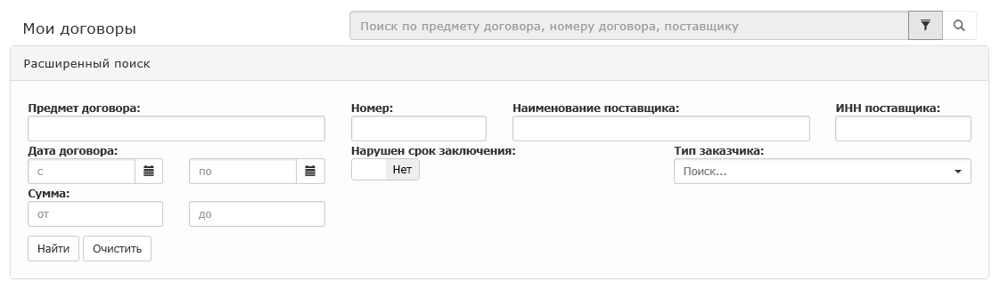 Мои договоры
Поиск по предмету договора, номеру договора, поставщику
Расширенный поиск
Предмет договора: Номер: Наименование поставщика: ИНН поставщика:
Дата договора: Нарушен срок заключения: Тип заказчика:
с по Нет Поиск...
Сумма:
от до
Найти Очистить